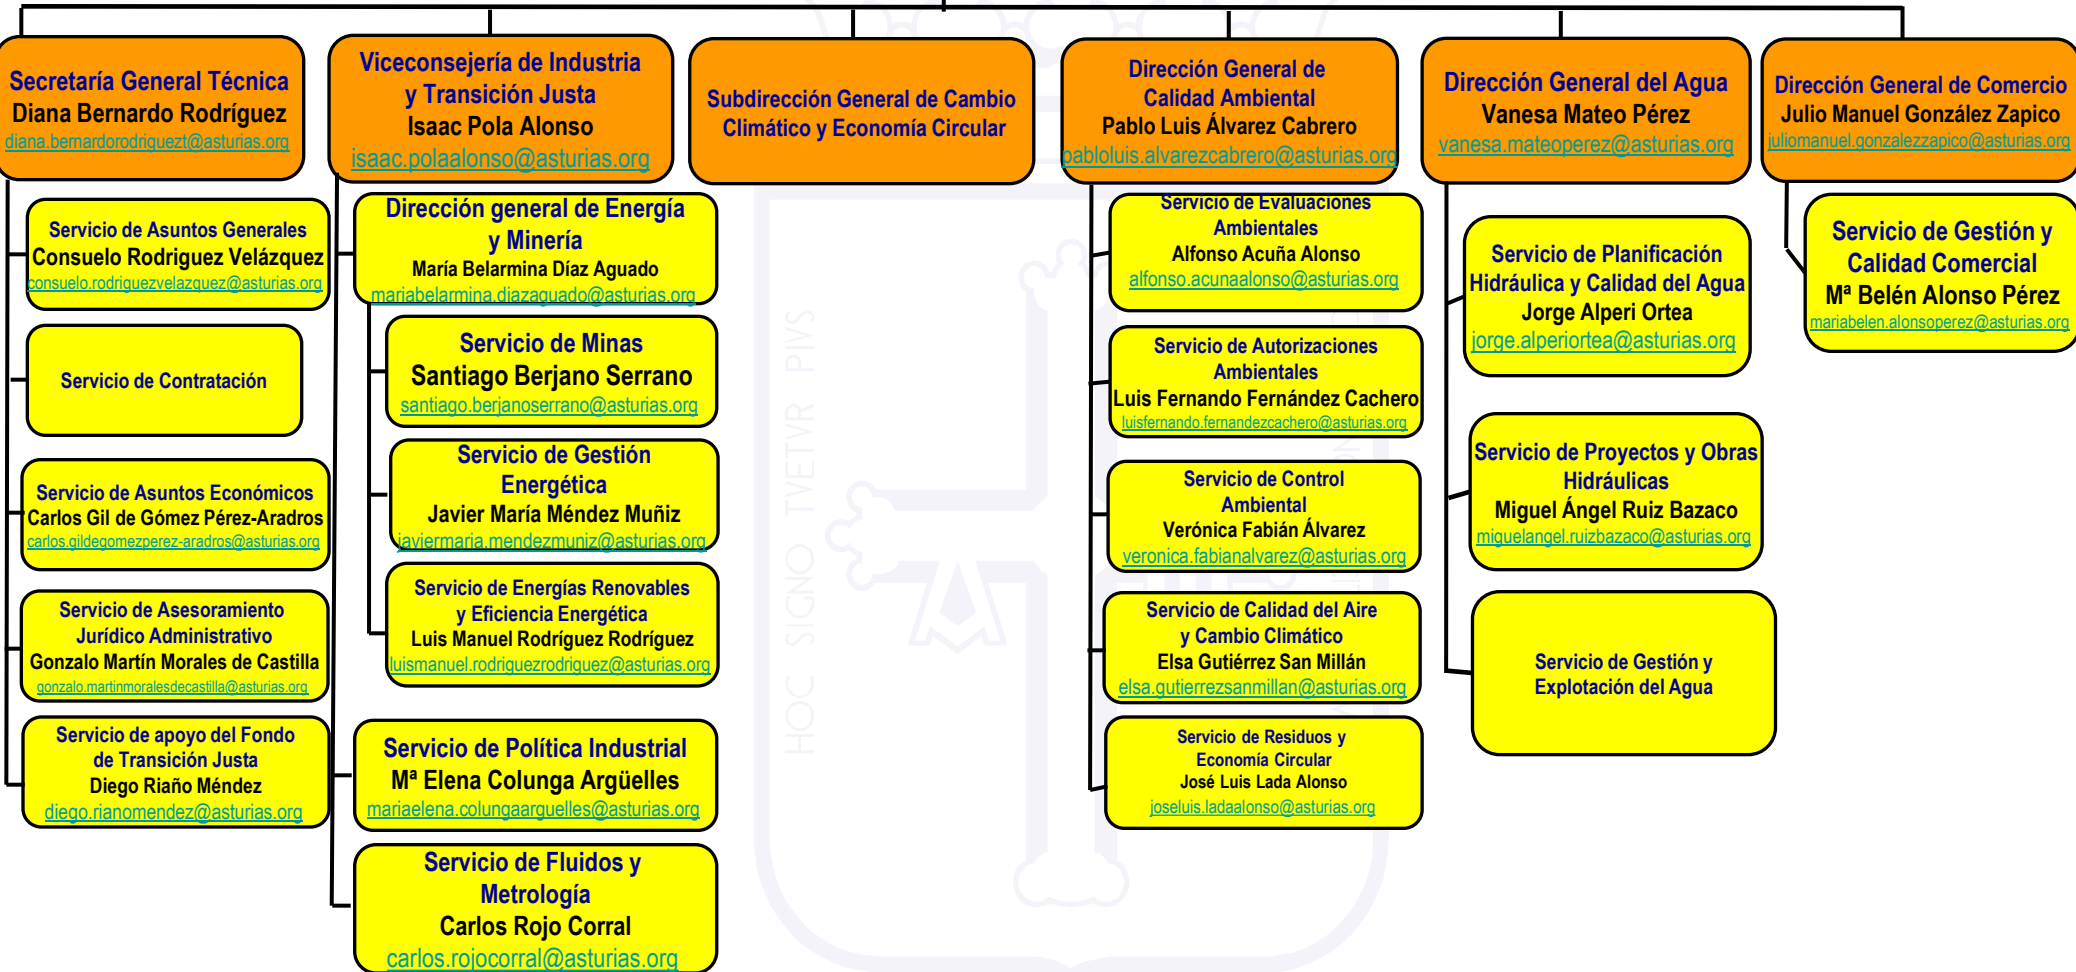 Secretaría General Técnica
Diana Bernardo Rodríguez
diana.bernardorodriguezt@asturias.org
Servicio de Asuntos Generales
Consuelo Rodriguez Velázquez
consuelo.rodriguezvelazquez@asturias.org
Servicio de Contratación
Servicio de Asuntos Económicos
Carlos Gil de Gómez Pérez-Aradros
carlos.gildegomezperez-aradros@asturias.org
Servicio de Asesoramiento
Jurídico Administrativo
Gonzalo Martín Morales de Castilla
gonzalo.martinmoralesdecastilla@asturias.org
Servicio de apoyo del Fondo
de Transición Justa
Diego Riaño Méndez
diego.rianomendez@asturias.org
Viceconsejería de Industria
y Transición Justa
Isaac Pola Alonso
isaac.polaalonso@asturias.org
Dirección general de Energía
y Minería
María Belarmina Díaz Aguado
mariabelarmina.diazaguado@asturias.org
Servicio de Minas
Santiago Berjano Serrano
santiago.berjanoserrano@asturias.org
Servicio de Gestión
Energética
Javier María Méndez Muñiz
javiermaria.mendezmuniz@asturias.org
Servicio de Energías Renovables
y Eficiencia Energética
Luis Manuel Rodríguez Rodríguez
luismanuel.rodriguezrodriguez@asturias.org
Servicio de Política Industrial
Mª Elena Colunga Argüelles
mariaelena.colungaarguelles@asturias.org
Servicio de Fluidos y
Metrología
Carlos Rojo Corral
carlos.rojocorral@asturias.org
Subdirección General de Cambio
Climático y Economía Circular
Dirección General de
Calidad Ambiental
Pablo Luis Álvarez Cabrero
pabloluis.alvarezcabrero@asturias.org
Servicio de Evaluaciones
Ambientales
Alfonso Acuña Alonso
alfonso.acunaalonso@asturias.org
Servicio de Autorizaciones
Ambientales
Luis Fernando Fernández Cachero
luisfernando.fernandezcachero@asturias.org
Servicio de Control
Ambiental
Verónica Fabián Álvarez
veronica.fabianalvarez@asturias.org
Servicio de Calidad del Aire
y Cambio Climático
Elsa Gutiérrez San Millán
elsa.gutierrezsanmillan@asturias.org
Servicio de Residuos y
Economía Circular
José Luis Lada Alonso
joseluis.ladaalonso@asturias.org
Dirección General del Agua
Vanesa Mateo Pérez
vanesa.mateoperez@asturias.org
Servicio de Planificación
Hidráulica y Calidad del Agua
Jorge Alperi Ortea
jorge.alperiortea@asturias.org
Servicio de Proyectos y Obras
Hidráulicas
Miguel Ángel Ruiz Bazaco
miguelangel.ruizbazaco@asturias.org
Servicio de Gestión y
Explotación del Agua
Dirección General de Comercio
Julio Manuel González Zapico
juliomanuel.gonzalezzapico@asturias.org
Servicio de Gestión y
Calidad Comercial
Mª Belén Alonso Pérez
mariabelen.alonsoperez@asturias.org
HOC SIGNO TVETVR PIVS